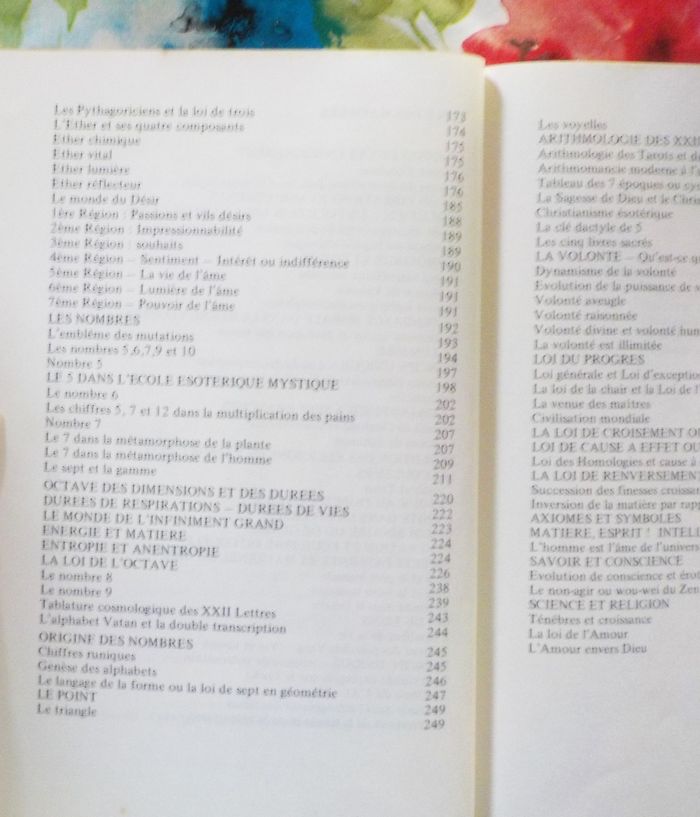 Les Pythagoriciens et la loi de trois 173
L'Ether et ses quatre composants 174
Ether chimique 175
Ether vital 175
Ether lumière 176
Ether réflecteur 176
Le monde du Désir 185
1ère Région : Passions et vils désirs 188
2ème Région : Impressionnabilité 189
3ème Région : souhaits 189
4ème Région – Sentiment – Intérêt ou indifférence 190
5ème Région – La vie de l'âme 191
6ème Région – Lumière de l'âme 191
7ème Région – Pouvoir de l'âme 191
LES NOMBRES 192
L'emblème des mutations 193
Les nombres 5,6,7,9 et 10 194
Nombre 5 197
LE 5 DANS L'ECOLE ESOTERIQUE MYSTIQUE 198
Le nombre 6 202
Les chiffres 5, 7 et 12 dans la multiplication des pains 202
Nombre 7 207
Le 7 dans la métamorphose de la plante 207
Le 7 dans la métamorphose de l'homme 209
Le sept et la gamme 211
OCTAVE DES DIMENSIONS ET DES DUREES 220
DUREES DE RESPIRATIONS – DUREES DE VIES 222
LE MONDE DE L'INFINIMENT GRAND 223
ENERGIE ET MATIERE 224
ENTROPIE ET ANENTROPIE 224
LA LOI DE L'OCTAVE 226
Le nombre 8 238
Le nombre 9 239
Tablature cosmologique des XXII Lettres 243
L'alphabet Vatan et la double transcription 244
ORIGINE DES NOMBRES 245
Chiffres runiques 245
Genèse des alphabets 246
Le langage de la forme ou la loi de sept en géométrie 247
LE POINT 249
Le triangle 249
Les voyelles
ARITHMOLOGIE DES XXII
Arithmologie des Tarots et d
Arithmomancie moderne à l'
Tableau des 7 époques ou cy
La Sagesse de Dieu et le Chris
Christianisme ésotérique
La clé dactyle de 5
Les cinq livres sacrés
LA VOLONTE – Qu'est-ce q
Dynamisme de la volonté
Evolution de la puissance de
Volonté aveugle
Volonté raisonnée
Volonté divine et volonté hum
La volonté est illimitée
LOI DU PROGRES
Loi générale et Loi d'exception
La loi de la chair et la Loi de l'
La venue des maîtres
Civilisation mondiale
LA LOI DE CROISEMENT O
LOI DE CAUSE A EFFET OU
Loi des Homologies et cause à
LA LOI DE RENVERSEMENT
Succession des finesses croissan
Inversion de la matière par rapp
AXIOMES ET SYMBOLES
MATIERE, ESPRIT ! INTELL
L'homme est l'âme de l'univers
SAVOIR ET CONSCIENCE
Evolution de conscience et éro
Le non-agir ou wou-wei du Zen
SCIENCE ET RELIGION
Ténèbres et croissance
La loi de l'Amour
L'Amour envers Dieu